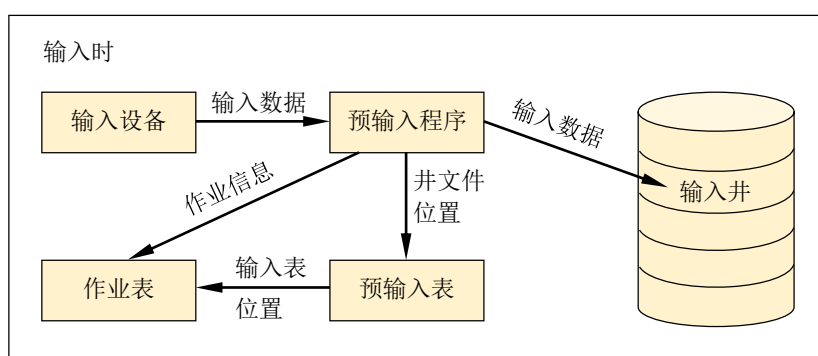 输入时
输入设备
输入数据
预输入程序
输入数据
输入井
作业信息
井文件
位置
作业表
输入表
位置
预输入表